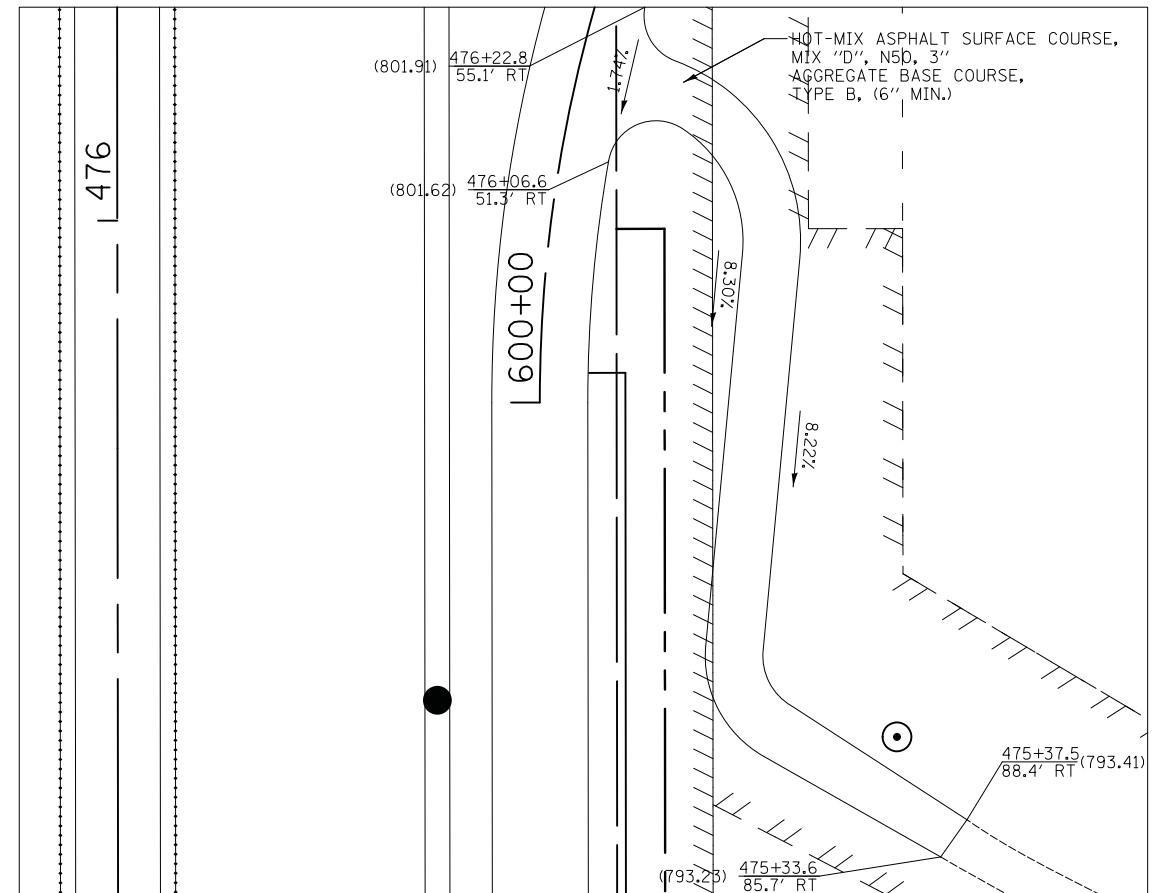 HOT-MIX ASPHALT SURFACE COURSE,
MIX "D", N50, 3"
AGGREGATE BASE COURSE,
TYPE B, (6" MIN.)
(801.91) 476+22.8
55.1' RT
1.74%
476
(801.62) 476+06.6
51.3' RT
600+00
8.30%
8.22%
475+37.5 (793.41)
88.4' RT
(793.23) 475+33.6
85.7' RT